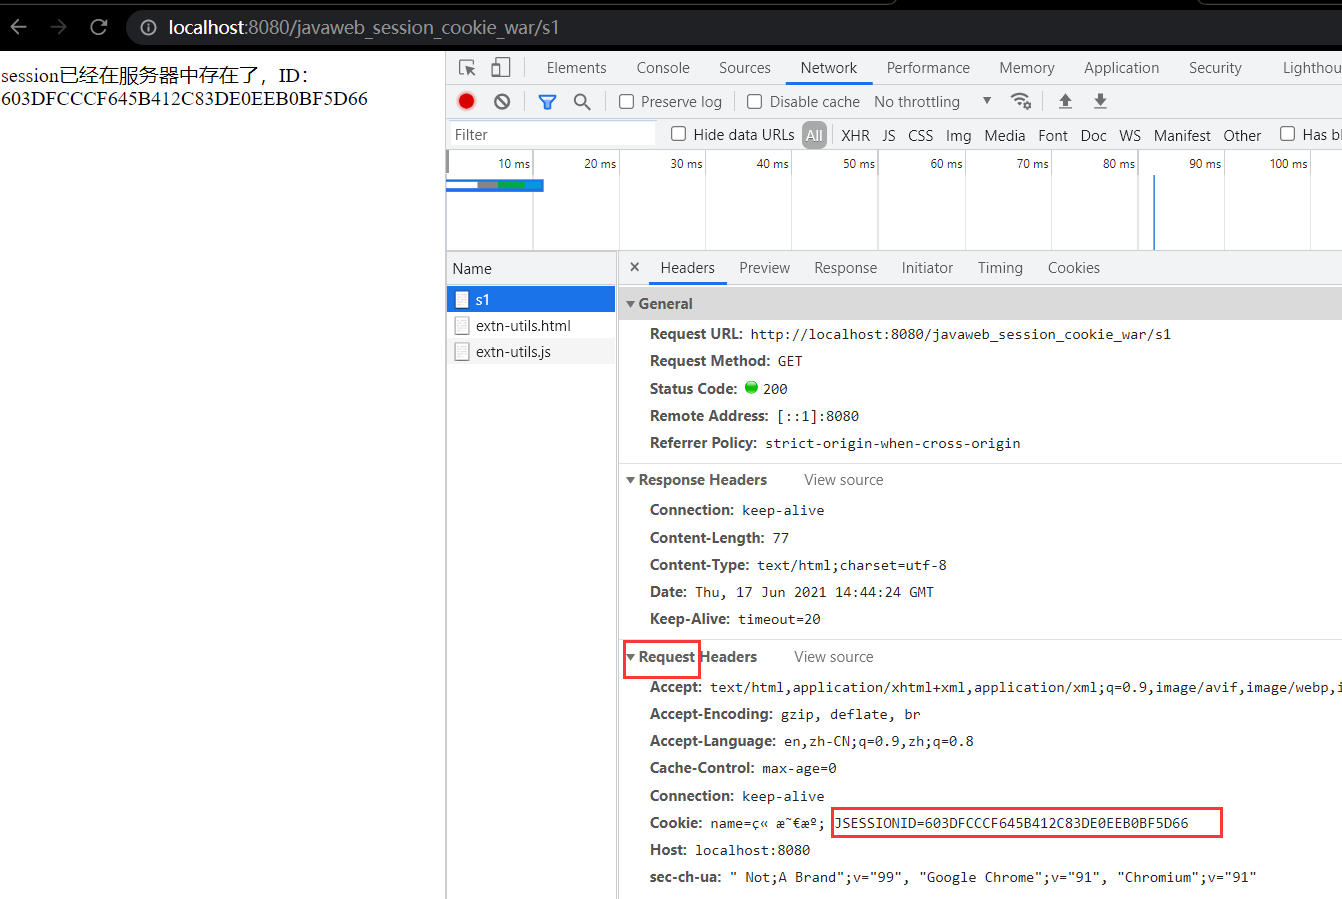 localhost:8080/javaweb_session_cookie_war/s1
session已经在服务器中存在了，ID：
603DFCCCF645B412C83DE0EEB0BF5D66
Elements Console Sources Network Performance Memory Application Security Lighthou
Preserve log Disable cache No throttling
Filter Hide data URLs All XHR JS CSS Img Media Font Doc WS Manifest Other Has bl
10 ms 20 ms 30 ms 40 ms 50 ms 60 ms 70 ms 80 ms 90 ms 100 ms
Name
s1
extn-utils.html
extn-utils.js
× Headers Preview Response Initiator Timing Cookies
General
Request URL: http://localhost:8080/javaweb_session_cookie_war/s1
Request Method: GET
Status Code: 200
Remote Address: [::1]:8080
Referrer Policy: strict-origin-when-cross-origin
Response Headers View source
Connection: keep-alive
Content-Length: 77
Content-Type: text/html;charset=utf-8
Date: Thu, 17 Jun 2021 14:44:24 GMT
Keep-Alive: timeout=20
Request Headers View source
Accept: text/html,application/xhtml+xml,application/xml;q=0.9,image/avif,image/webp,i
Accept-Encoding: gzip, deflate, br
Accept-Language: en,zh-CN;q=0.9,zh;q=0.8
Cache-Control: max-age=0
Connection: keep-alive
Cookie: name=ç« æ˜€æº; JSESSIONID=603DFCCCF645B412C83DE0EEB0BF5D66
Host: localhost:8080
sec-ch-ua: " Not;A Brand";v="99", "Google Chrome";v="91", "Chromium";v="91"